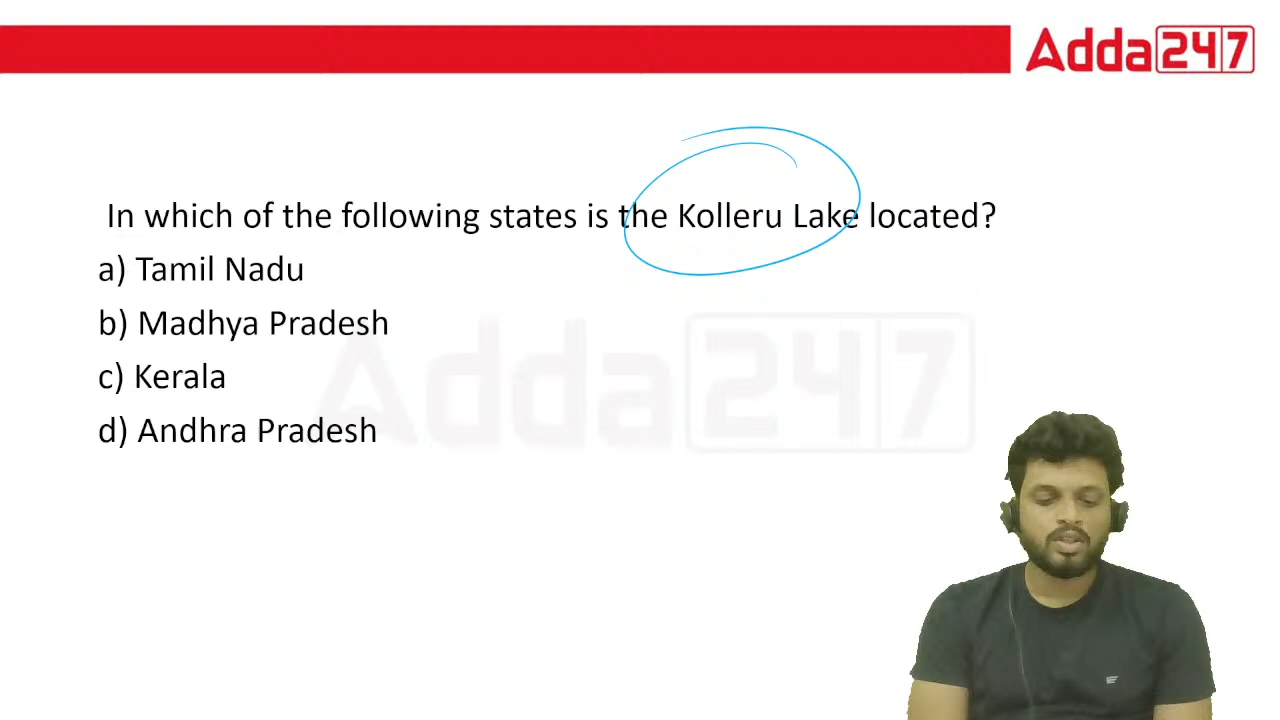 Adda247
In which of the following states is the Kolleru Lake located?
a) Tamil Nadu
b) Madhya Pradesh
c) Kerala
d) Andhra Pradesh
Adda247